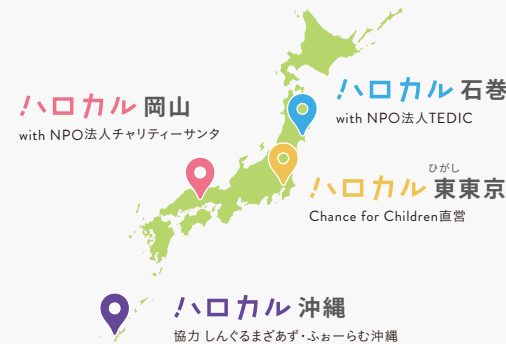 ハロカル 石巻
with NPO法人TEDIC
ハロカル 岡山
with NPO法人チャリティーサンタ
ひがし
ハロカル 東東京
Chance for Children直営
ハロカル 沖縄
協力 しんぐるまざあず・ふぉーらむ沖縄